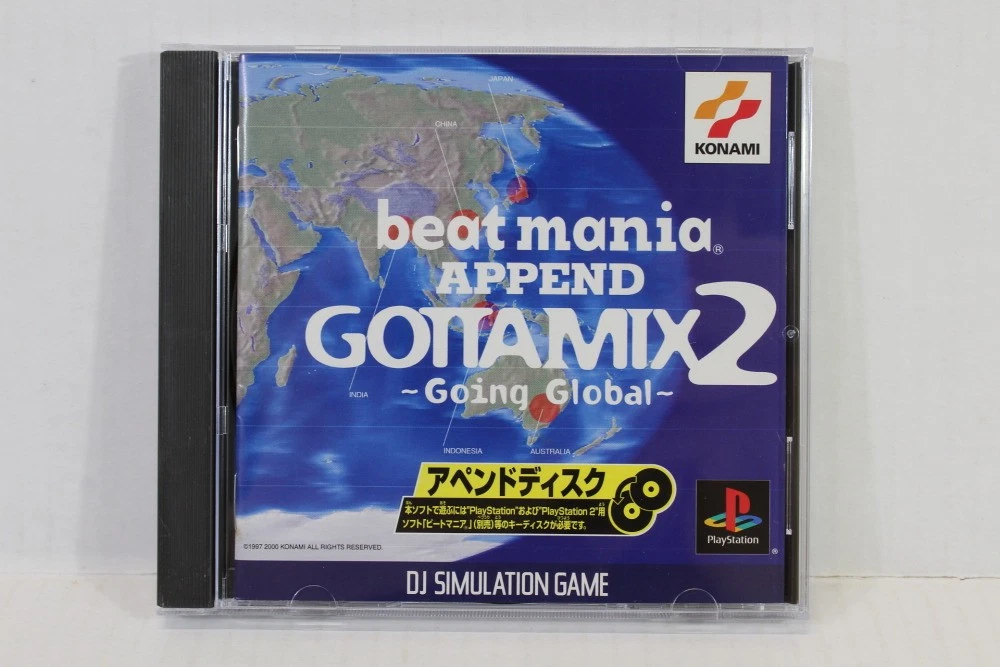 JAPAN
CHINA
KONAMI
beat mania®
APPEND
GOTTAMIX2
~Going Global~
INDIA
INDONESIA
AUSTRALIA
アペンドディスク
本ソフトで遊ぶには"PlayStation"および"PlayStation 2"用
ソフト「ビートマニア®」(別売)等のキーディスクが必要です。
©1997 2000 KONAMI ALL RIGHTS RESERVED.
PlayStation
®
DJ SIMULATION GAME